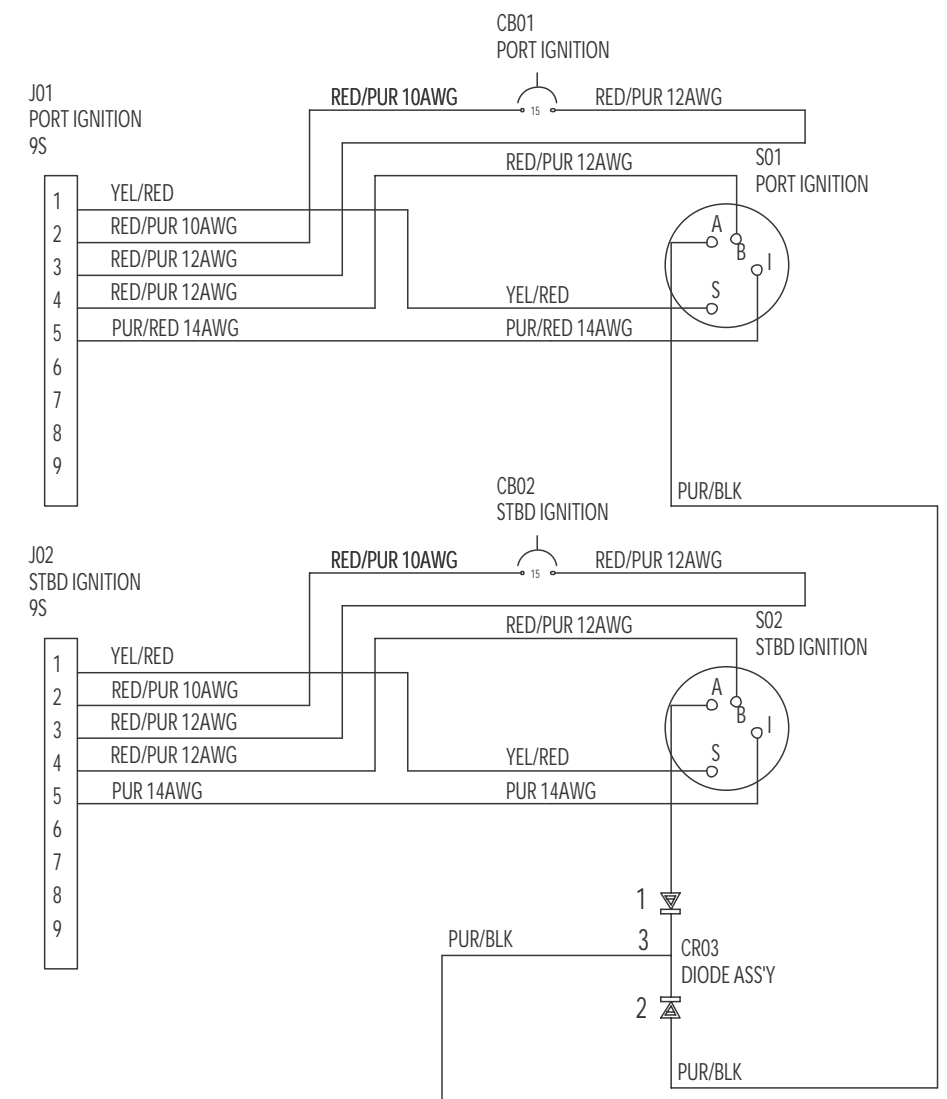 CB01
PORT IGNITION
J01
PORT IGNITION
9S
RED/PUR 10AWG
15
RED/PUR 12AWG
RED/PUR 12AWG
S01
PORT IGNITION
1
YEL/RED
2
RED/PUR 10AWG
3
RED/PUR 12AWG
4
RED/PUR 12AWG
5
PUR/RED 14AWG
6
7
8
9
A
B
I
S
YEL/RED
PUR/RED 14AWG
PUR/BLK
CB02
STBD IGNITION
J02
STBD IGNITION
9S
RED/PUR 10AWG
15
RED/PUR 12AWG
RED/PUR 12AWG
S02
STBD IGNITION
1
YEL/RED
2
RED/PUR 10AWG
3
RED/PUR 12AWG
4
RED/PUR 12AWG
5
PUR 14AWG
6
7
8
9
A
B
I
S
YEL/RED
PUR 14AWG
1
PUR/BLK
3
CR03
DIODE ASS'Y
2
PUR/BLK